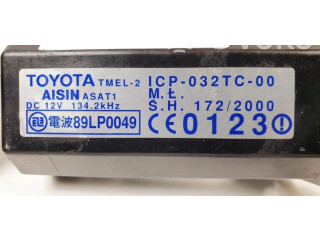 TOYOTA TMEL-2 ICP-032TC-00
AISIN ASAT1 M.Ł.
DC 12V 134.2kHz S.H. 172/2000
電波89LP0049 CE0123!